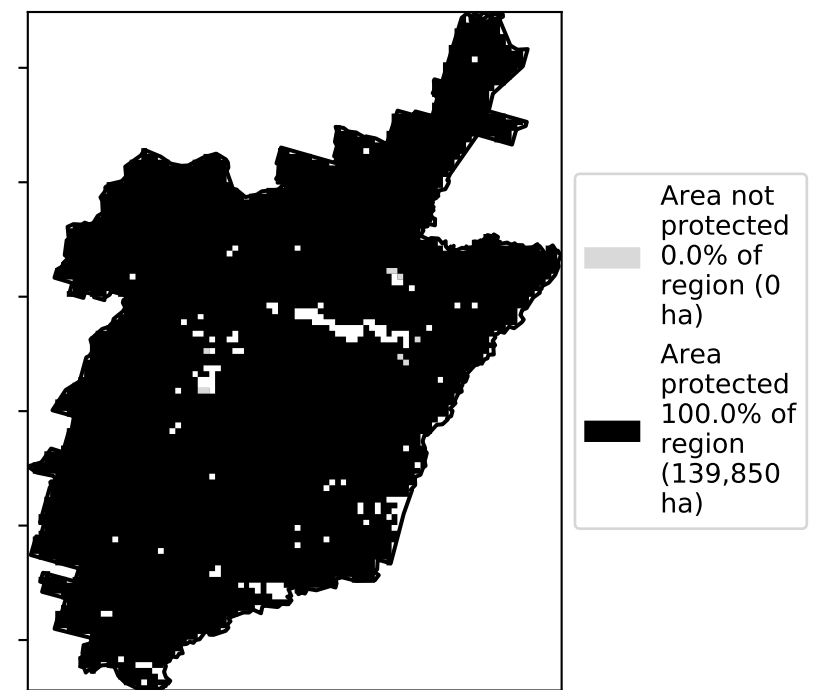 Area not
protected
0.0% of
region (0
ha)
Area
protected
100.0% of
region
(139,850
ha)